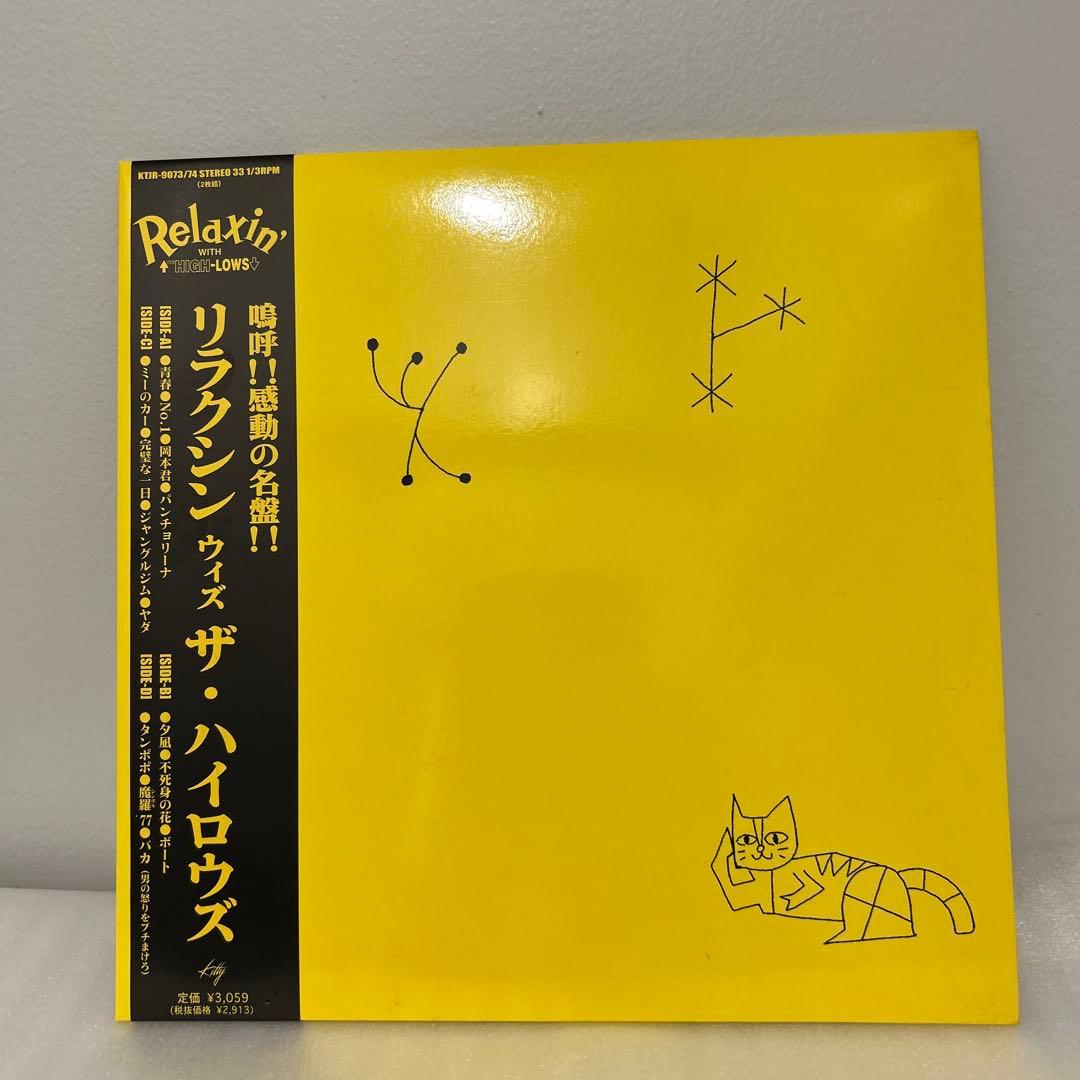 KTJR-9073/74 STEREO 33 1/3RPM
(2枚組)
Relaxin'
WITH
↑THE HIGH-LOWS↓
嗚呼!!感動の名盤!!
リラクシン ウィズ ザ・ハイロウズ
[SIDE-A] ●青春●No.1●岡本君●パンチョリーナ
[SIDE-B] ●夕凪●不死身の花●ボート
[SIDE-C] ●ミーのカー●完璧な一日●ジャングルジム●ヤダ
[SIDE-D] ●タンポポ●魔羅'77●バカ(男の怒りをブチまけろ)
Kitty
定価 ¥3,059
(税抜価格 ¥2,913)